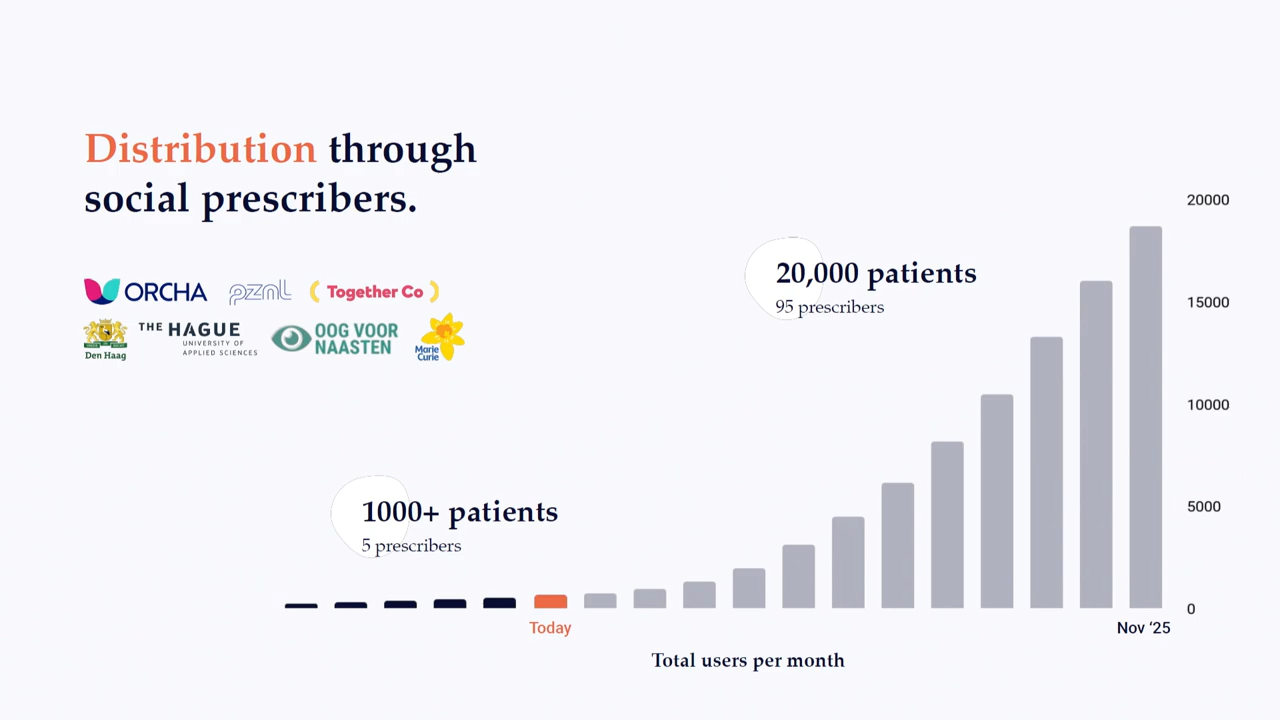 Distribution through
social prescribers.
ORCHA
pznl
Together Co
Den Haag
THE HAGUE
UNIVERSITY OF
APPLIED SCIENCES
OOG VOOR
NAASTEN
Marie
Curie
20,000 patients
95 prescribers
1000+ patients
5 prescribers
20000
15000
10000
5000
0
Today
Nov ‘25
Total users per month